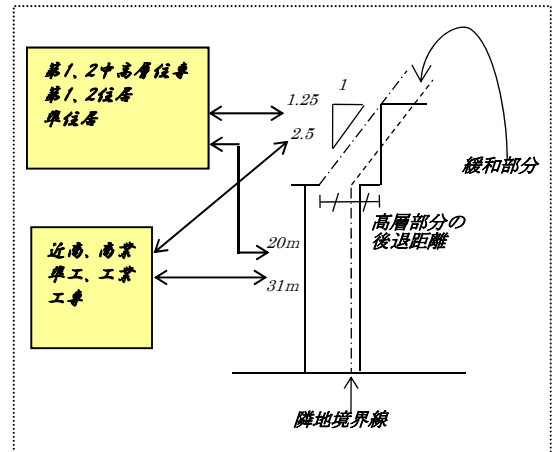 第1、2中高層住専
第1、2住居
準住居
近商、商業
準工、工業
工専
1
1.25
2.5
緩和部分
高層部分の
後退距離
20m
31m
隣地境界線